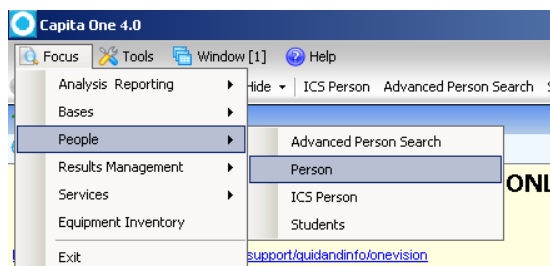 Capita One 4.0
Focus Tools Window [1] Help
Hide ICS Person Advanced Person Search
Analysis Reporting
Bases
People
Results Management
Services
Equipment Inventory
Exit
Advanced Person Search
Person
ICS Person
Students
support/guidandinfo/onevision